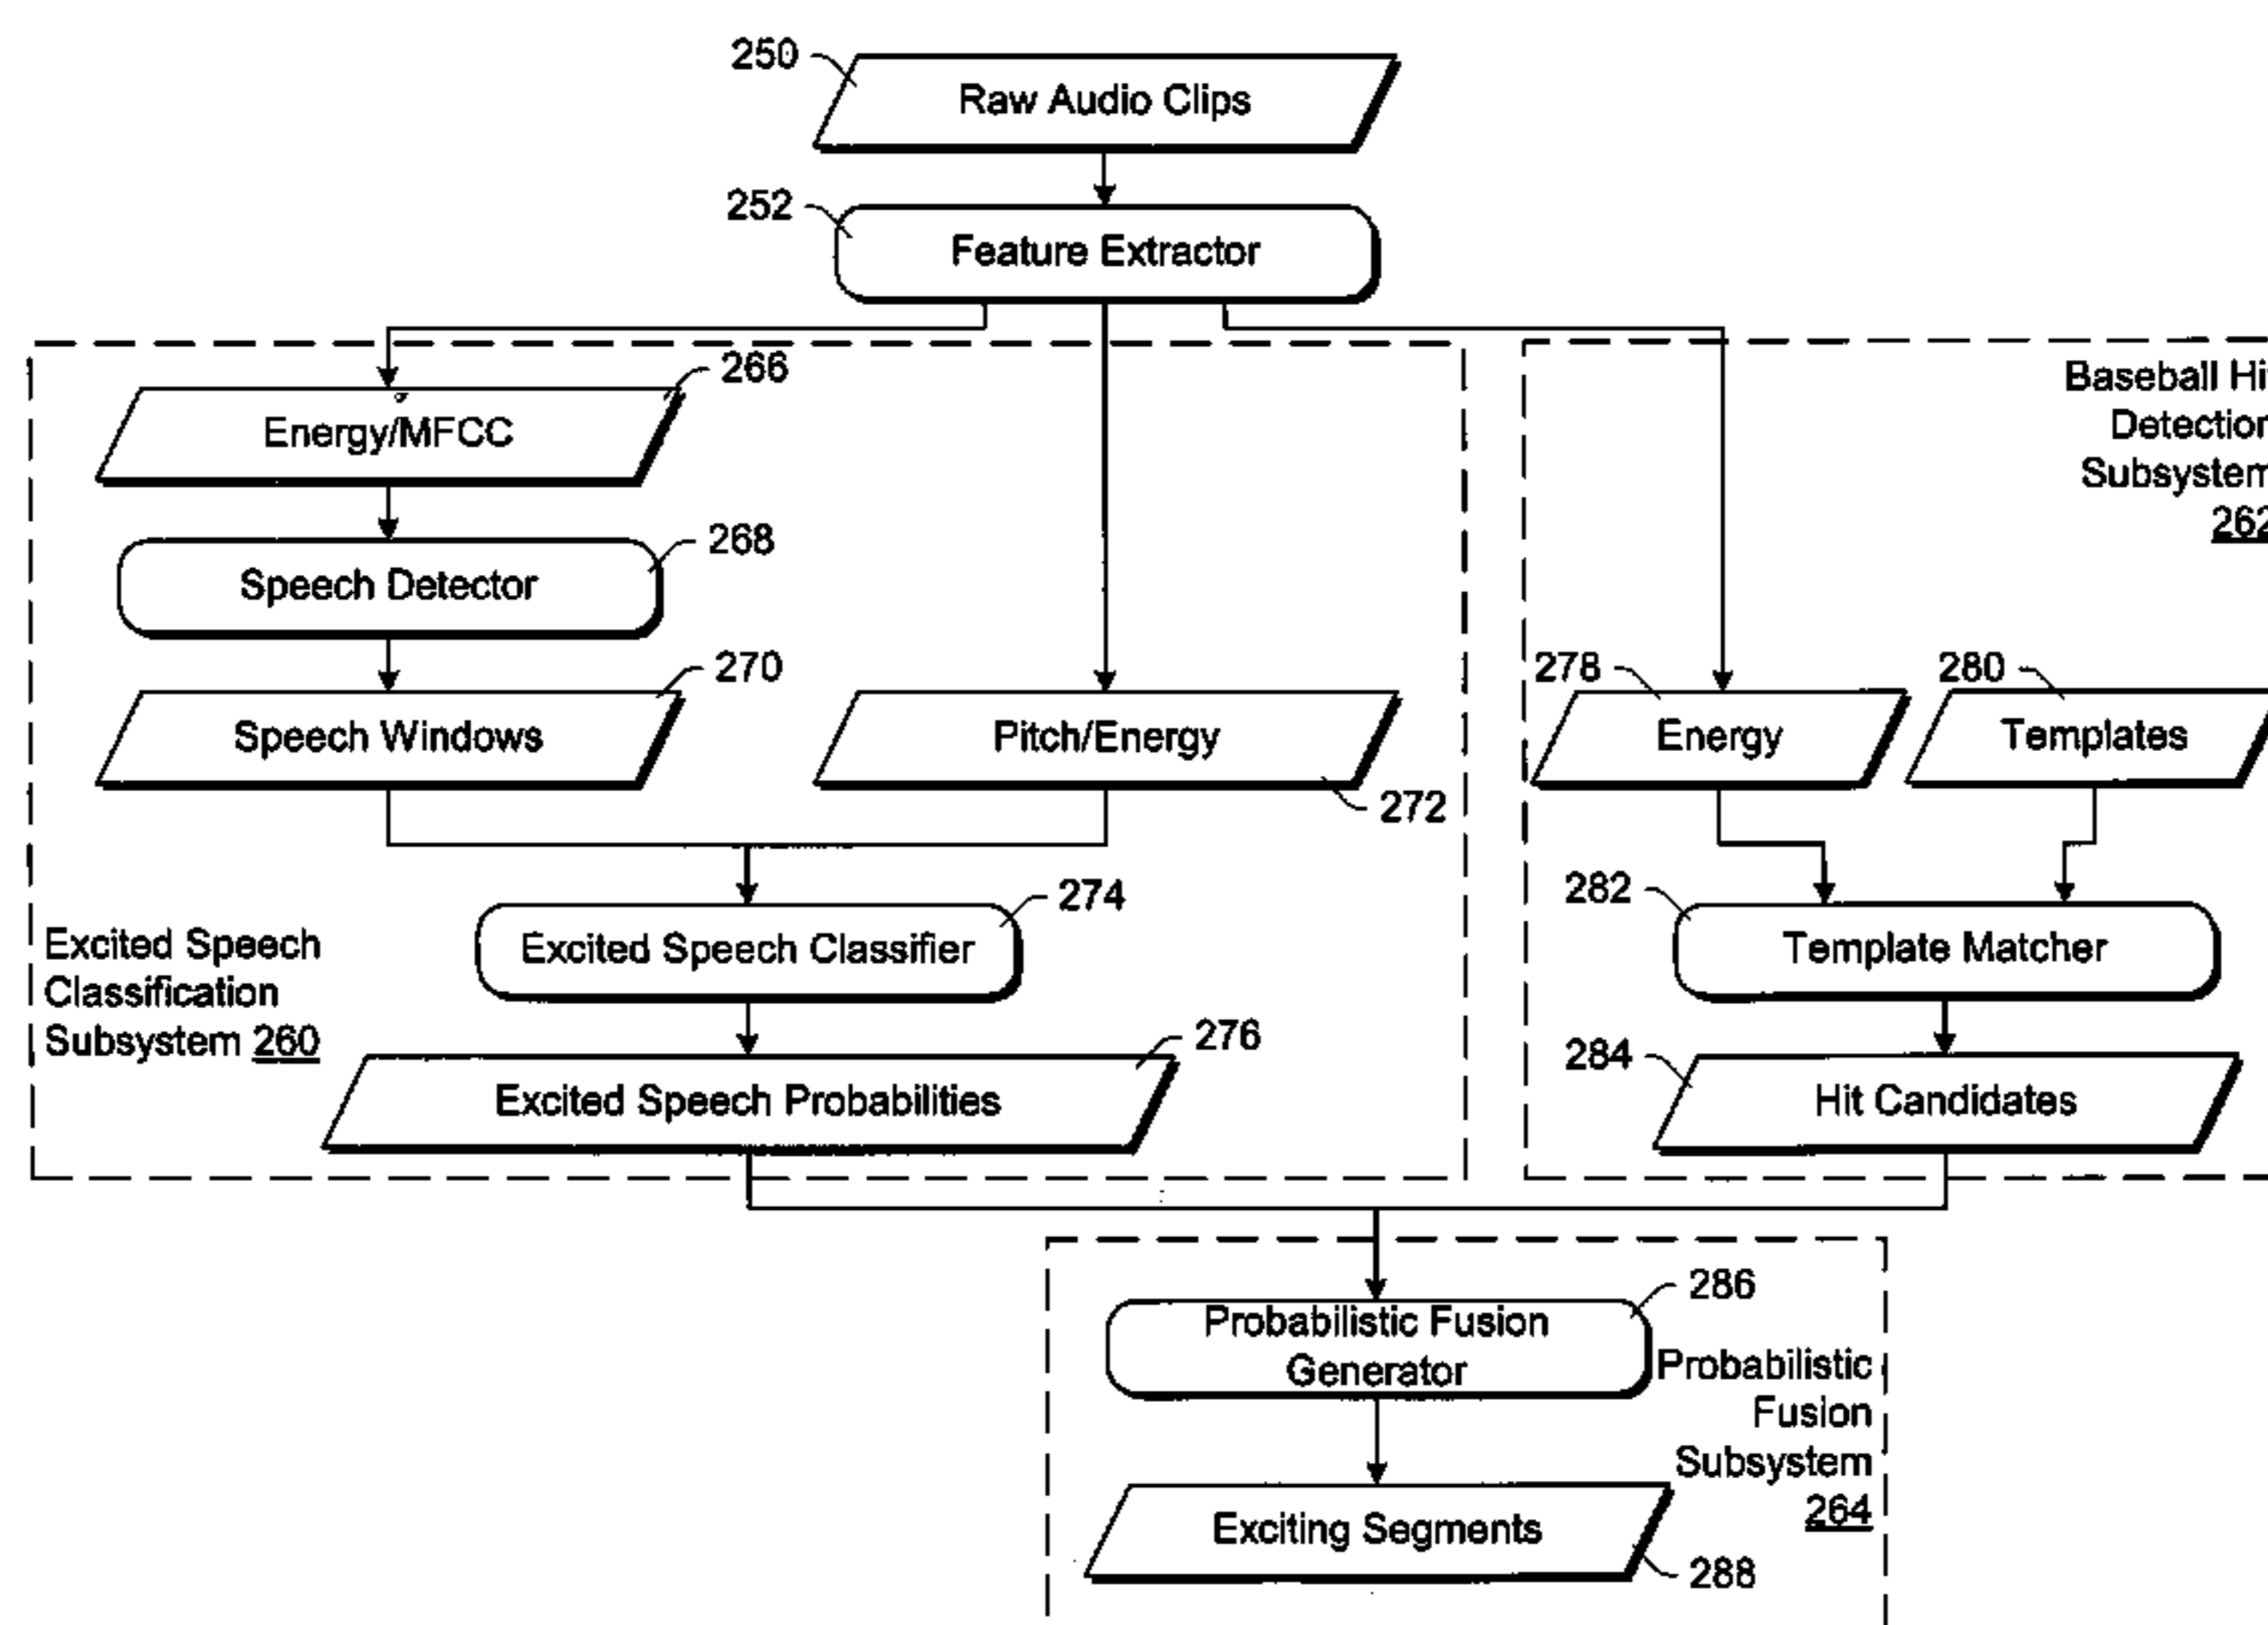 250
Raw Audio Clips
252
Feature Extractor
266
Energy/MFCC
268
Speech Detector
270
Speech Windows
Pitch/Energy
272
274
Excited Speech Classifier
Excited Speech
Classification
Subsystem 260
276
Excited Speech Probabilities
Baseball Hi
Detection
Subsystem
262
278
Energy
280
Templates
282
Template Matcher
284
Hit Candidates
286
Probabilistic Fusion
Generator
Probabilistic
Fusion
Subsystem
264
Exciting Segments
288